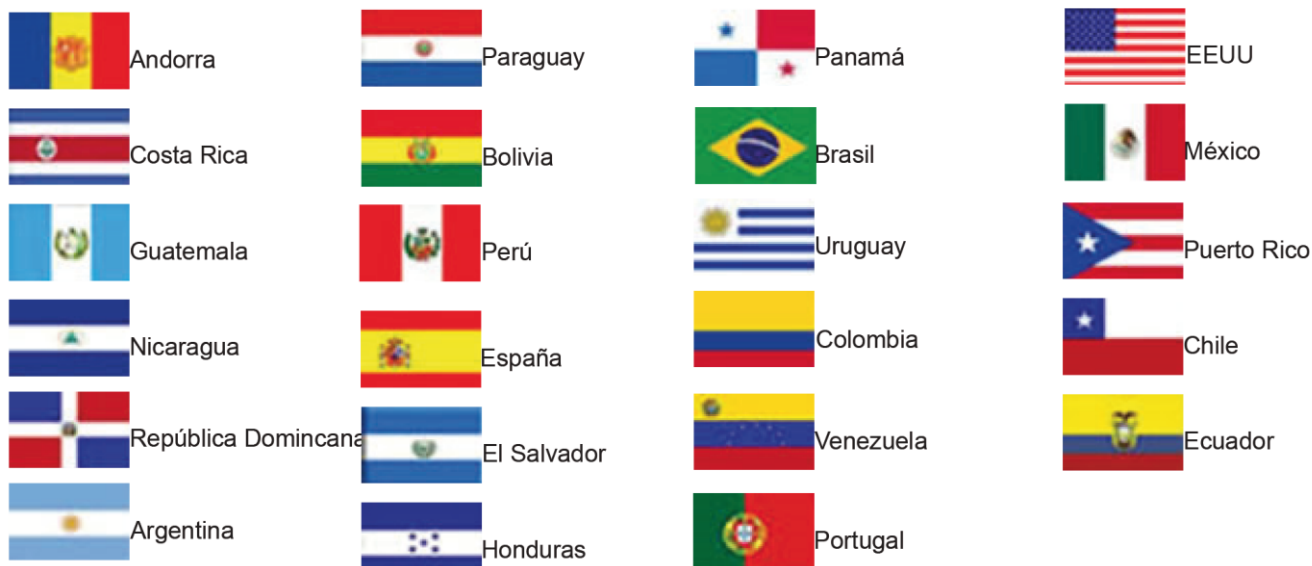 Andorra
Paraguay
Panamá
EEUU
Costa Rica
Bolivia
Brasil
México
Guatemala
Perú
Uruguay
Puerto Rico
Nicaragua
España
Colombia
Chile
República Domincana
El Salvador
Venezuela
Ecuador
Argentina
Honduras
Portugal